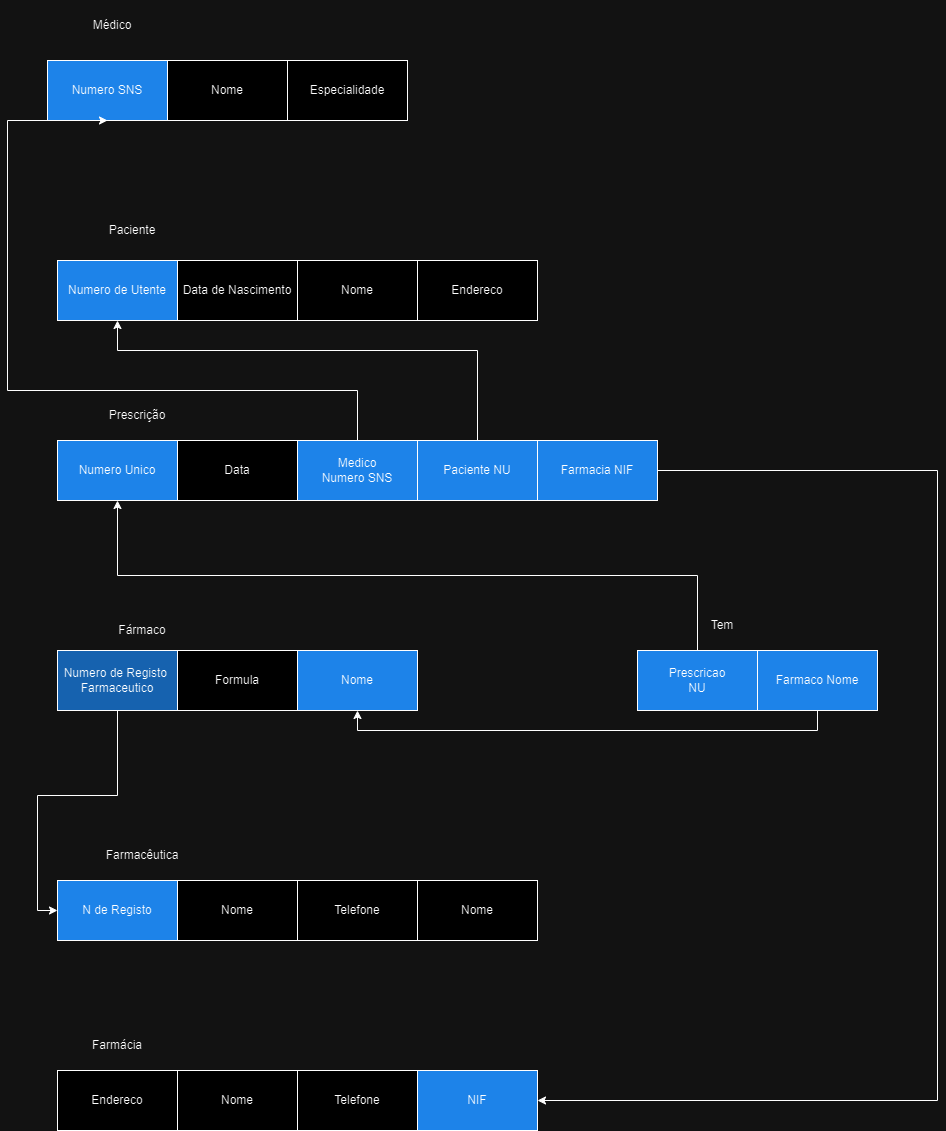 Médico
Numero SNS
Nome
Especialidade
Paciente
Numero de Utente
Data de Nascimento
Nome
Endereco
Prescrição
Numero Unico
Data
Medico
Numero SNS
Paciente NU
Farmacia NIF
Fármaco
Tem
Numero de Registo
Farmaceutico
Formula
Nome
Prescricao
NU
Farmaco Nome
Farmacêutica
N de Registo
Nome
Telefone
Nome
Farmácia
Endereco
Nome
Telefone
NIF